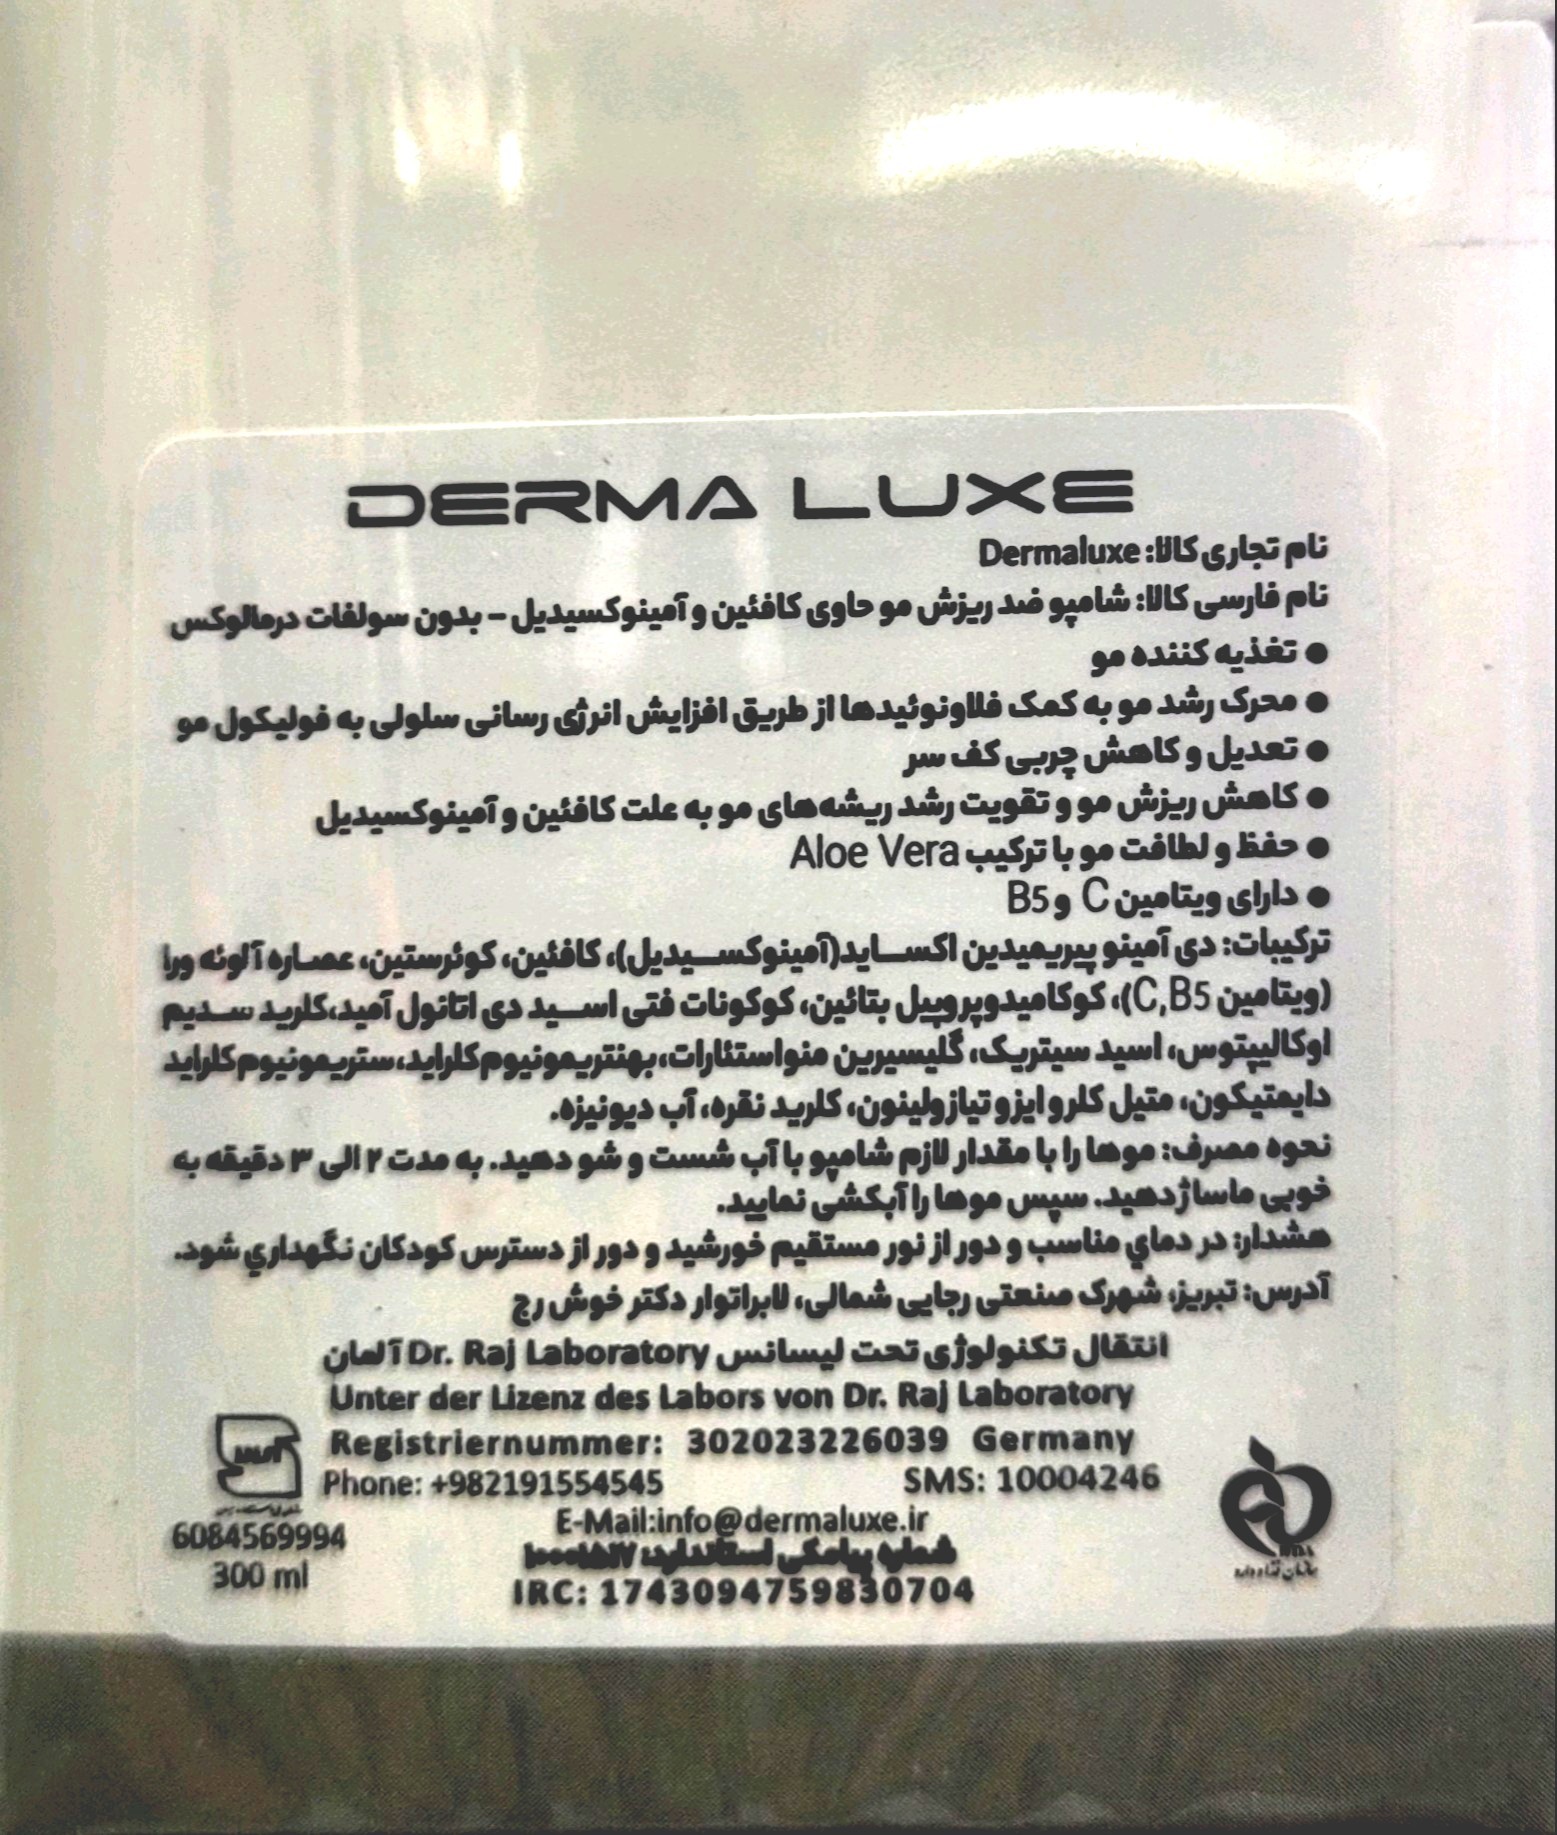 DERMA LUXE
نام تجاری کالا: Dermaluxe
نام فارسی کالا: شامپو ضد ریزش مو حاوی کافئین و آمینوکسیدیل – بدون سولفات درمالوکس
● تغذیه کننده مو
● محرک رشد مو به کمک فلاونوئیدها از طریق افزایش انرژی رسانی سلولی به فولیکول مو
● تعدیل و کاهش چربی کف سر
● کاهش ریزش مو و تقویت رشد ریشه‌های مو به علت کافئین و آمینوکسیدیل
● حفظ و لطافت مو با ترکیب Aloe Vera
● دارای ویتامین C و B5
ترکیبات: دی آمینو پیریمیدین اکساید(آمینوکسیدیل)، کافئین، کوئرستین، عصاره آلوئه ورا
(ویتامین C,B5)، کوکامیدوپروپیل بتائین، کوکونات فتی اسید دی اتانول آمید،کلرید سدیم
اوکالیپتوس، اسید سیتریک، گلیسیرین منواستئارات،بهنتریمونیوم کلراید،ستریمونیوم کلراید
دایمتیکون، متیل کلرو ایزو تیازولینون، کلرید نقره، آب دیونیزه.
نحوه مصرف: موها را با مقدار لازم شامپو با آب شست و شو دهید. به مدت ۲ الی ۳ دقیقه به
خوبی ماساژ دهید. سپس موها را آبکشی نمایید.
هشدار: در دماي مناسب و دور از نور مستقیم خورشید و دور از دسترس کودکان نگهداري شود.
آدرس: تبریز، شهرک صنعتی رجایی شمالی، لابراتوار دکتر خوش رج
انتقال تکنولوژی تحت لیسانس Dr. Raj Laboratory آلمان
Unter der Lizenz des Labors von Dr. Raj Laboratory
Registriernummer: 302023226039 Germany
Phone: +982191554545 SMS: 10004246
E-Mail:info@dermaluxe.ir
شماره پیامکی استاندارد: ۱۰۰۰۱۵۱۷
IRC: 1743094759830704
6084569994
300 ml